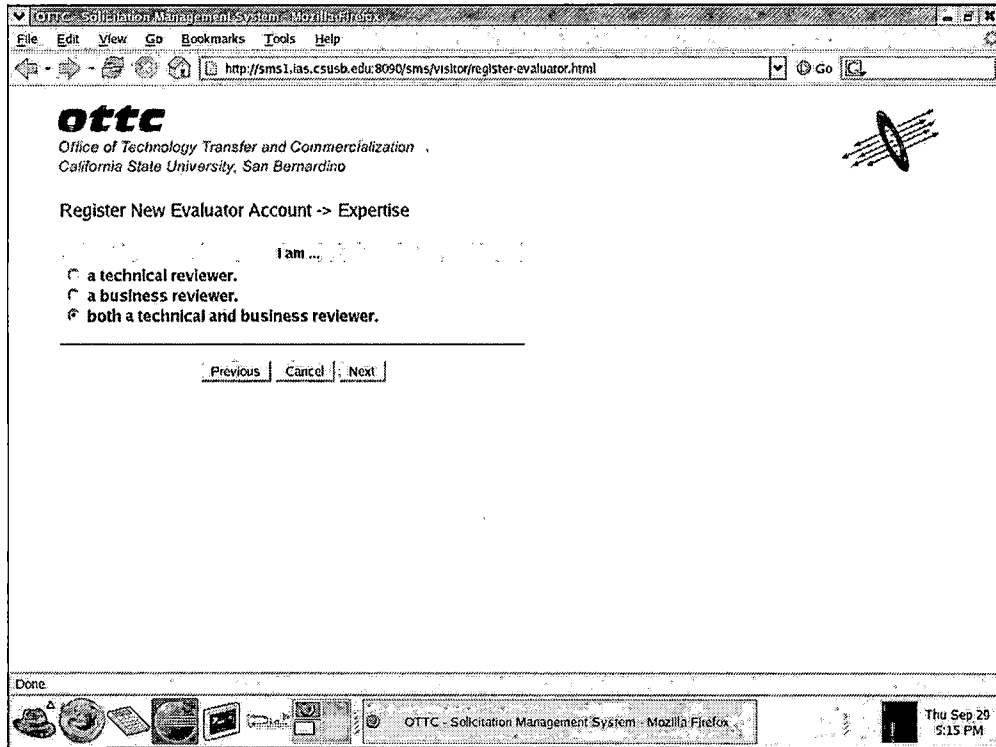 OTTC - Solicitation Management System - Mozilla Firefox
File Edit View Go Bookmarks Tools Help
http://sms1.ias.csusb.edu:8090/sms/visitor/register-evaluator.html Go
ottc
Office of Technology Transfer and Commercialization
California State University, San Bernardino
Register New Evaluator Account -> Expertise
I am ...
a technical reviewer.
a business reviewer.
both a technical and business reviewer.
Previous Cancel Next
Done
OTTC - Solicitation Management System - Mozilla Firefox
Thu Sep 29
5:15 PM